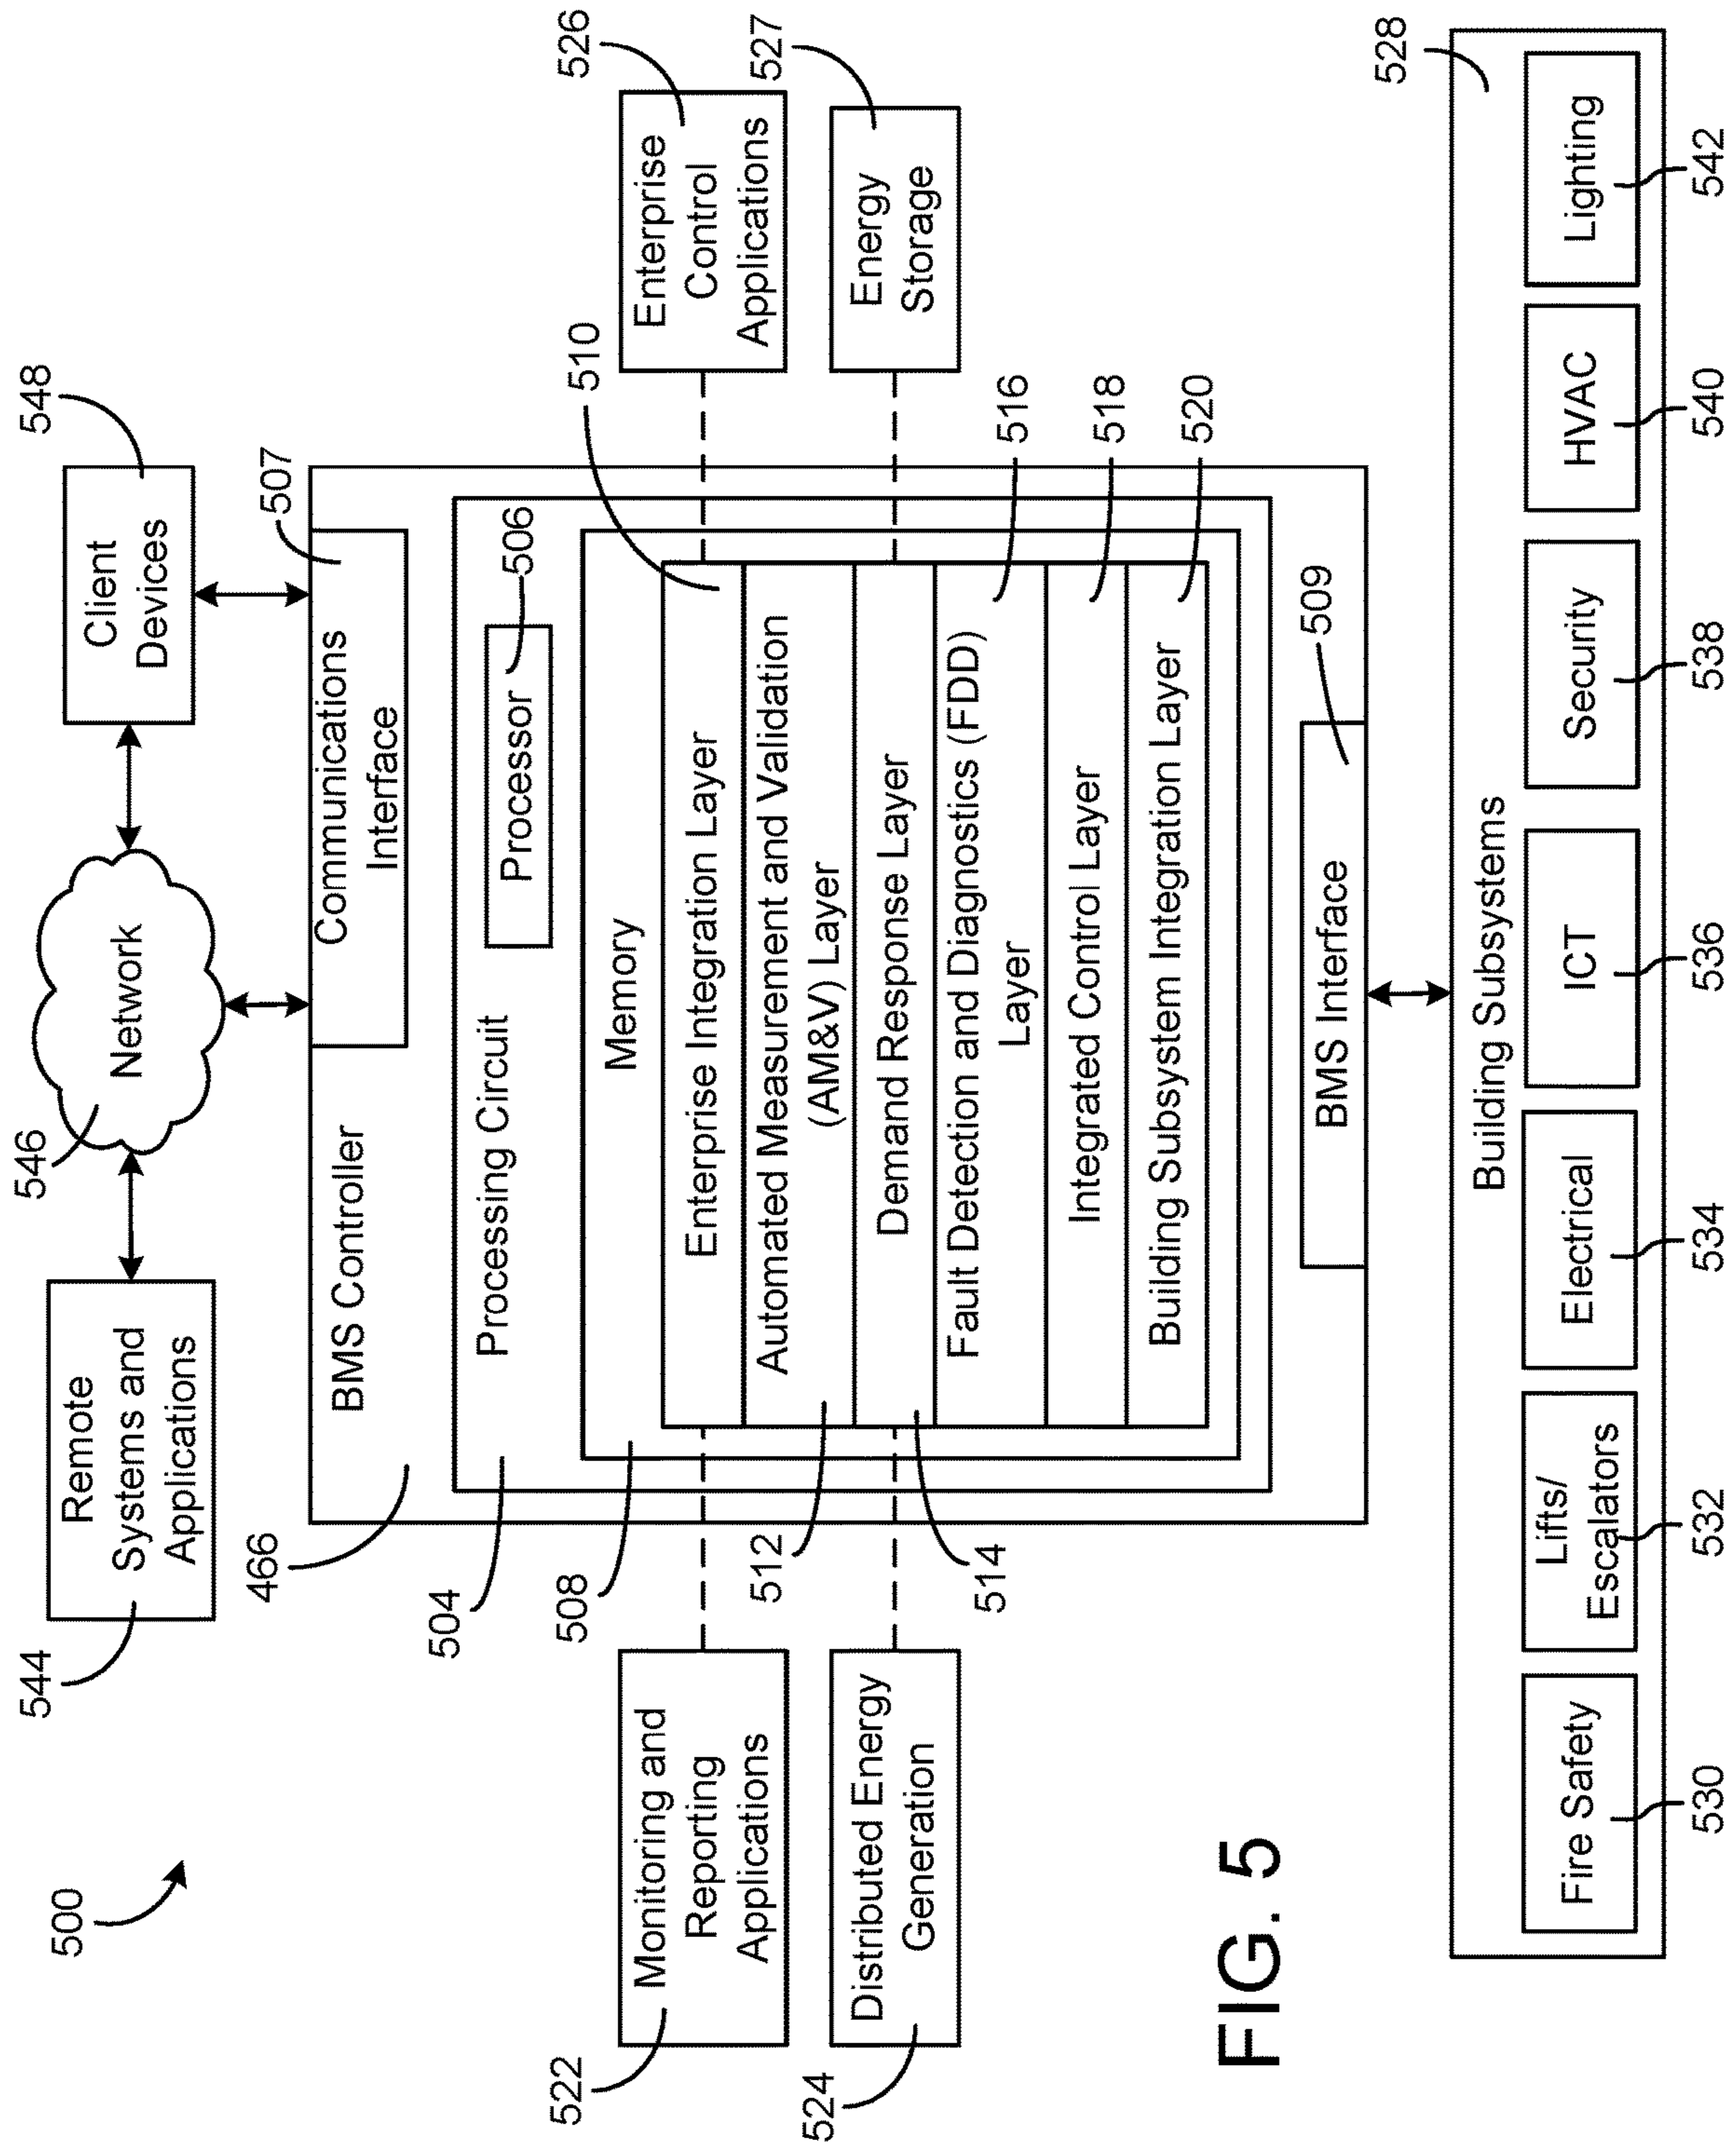 500
544
Remote
Systems and
Applications
546
Network
Client
Devices
548
466
BMS Controller
Communications
Interface
507
504
Processing Circuit
Processor
506
508
Memory
510
Enterprise Integration Layer
Automated Measurement and Validation
(AM&V) Layer
512
Demand Response Layer
514
Fault Detection and Diagnostics (FDD)
Layer
516
Integrated Control Layer
518
Building Subsystem Integration Layer
520
522
Monitoring and
Reporting
Applications
524
Distributed Energy
Generation
Enterprise
Control
Applications
526
Energy
Storage
527
BMS Interface
509
FIG. 5
Building Subsystems
528
Fire Safety
Lifts/
Escalators
Electrical
ICT
Security
HVAC
Lighting
530
532
534
536
538
540
542